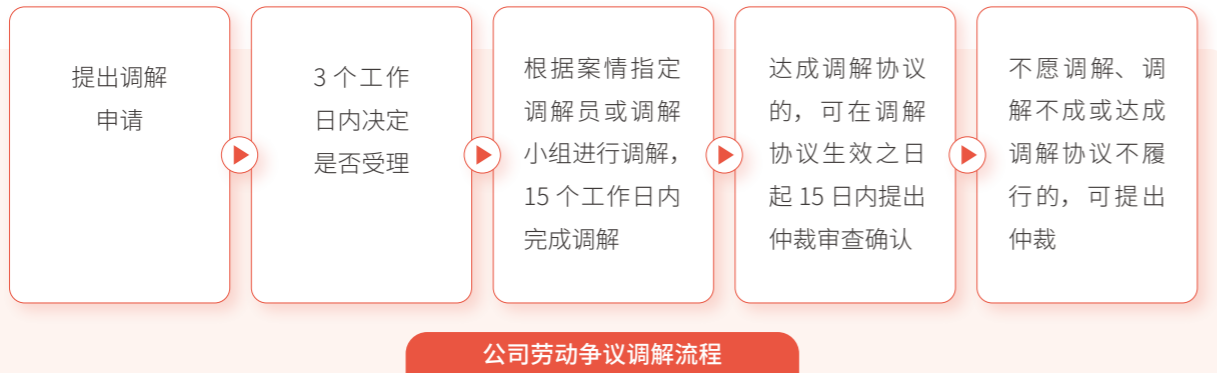 提出调解
申请
3 个工作
日内决定
是否受理
根据案情指定
调解员或调解
小组进行调解，
15 个工作日内
完成调解
达成调解协议
的，可在调解
协议生效之日
起 15 日内提出
仲裁审查确认
不愿调解、调
解不成或达成
调解协议不履
行的，可提出
仲裁
公司劳动争议调解流程